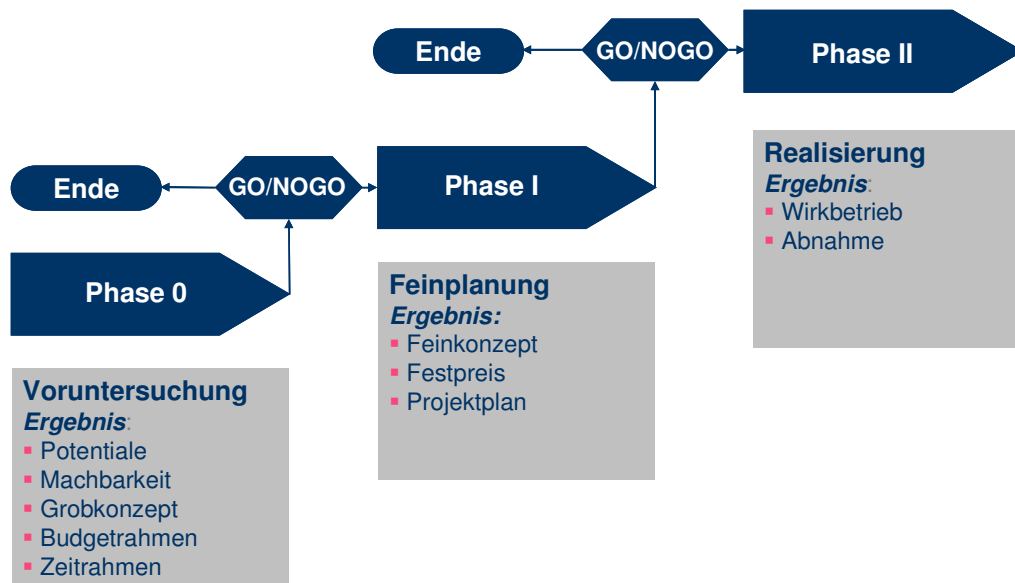 Ende
GO/NOGO
Phase II
Ende
GO/NOGO
Phase I
Phase 0
Realisierung
Ergebnis:
Wirkbetrieb
Abnahme
Feinplanung
Ergebnis:
Feinkonzept
Festpreis
Projektplan
Voruntersuchung
Ergebnis:
Potentiale
Machbarkeit
Grobkonzept
Budgetrahmen
Zeitrahmen